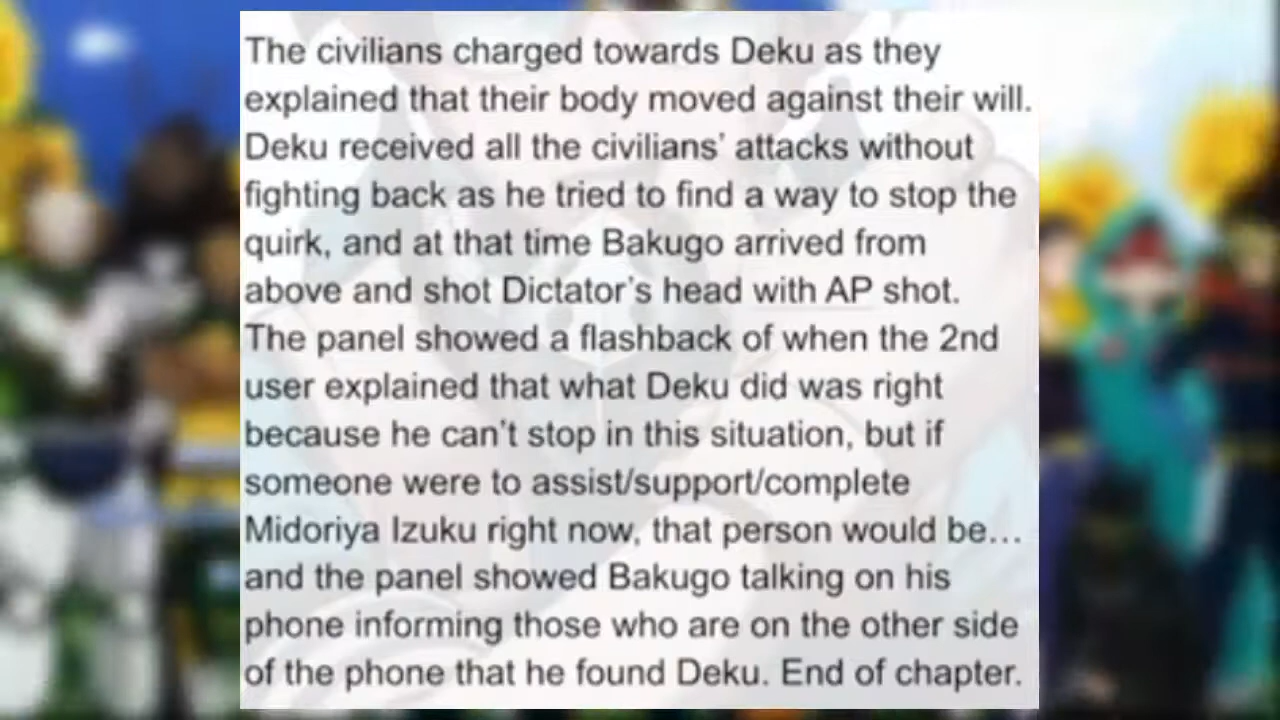 The civilians charged towards Deku as they
explained that their body moved against their will.
Deku received all the civilians’ attacks without
fighting back as he tried to find a way to stop the
quirk, and at that time Bakugo arrived from
above and shot Dictator’s head with AP shot.
The panel showed a flashback of when the 2nd
user explained that what Deku did was right
because he can’t stop in this situation, but if
someone were to assist/support/complete
Midoriya Izuku right now, that person would be…
and the panel showed Bakugo talking on his
phone informing those who are on the other side
of the phone that he found Deku. End of chapter.